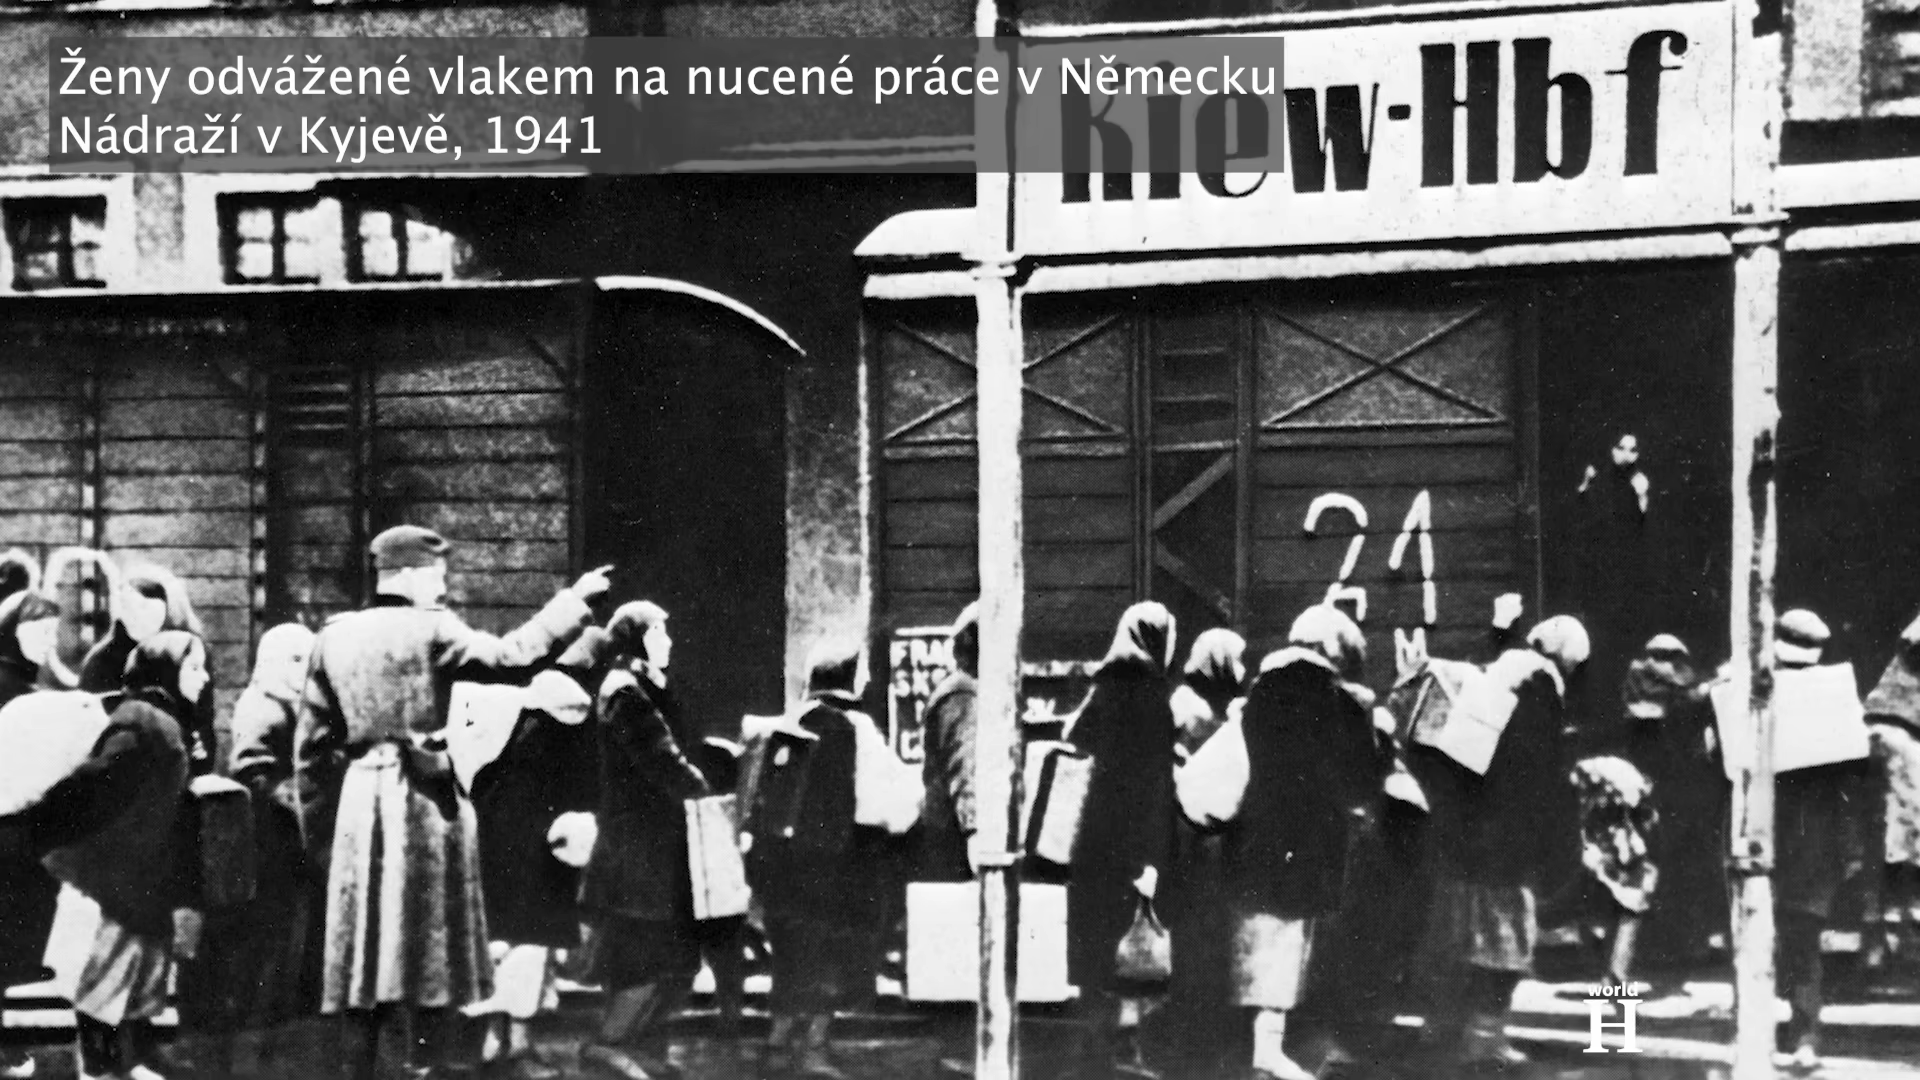 Ženy odvážené vlakem na nucené práce v Německu
Nádraží v Kyjevě, 1941
Kiew-Hbf
21
world
H